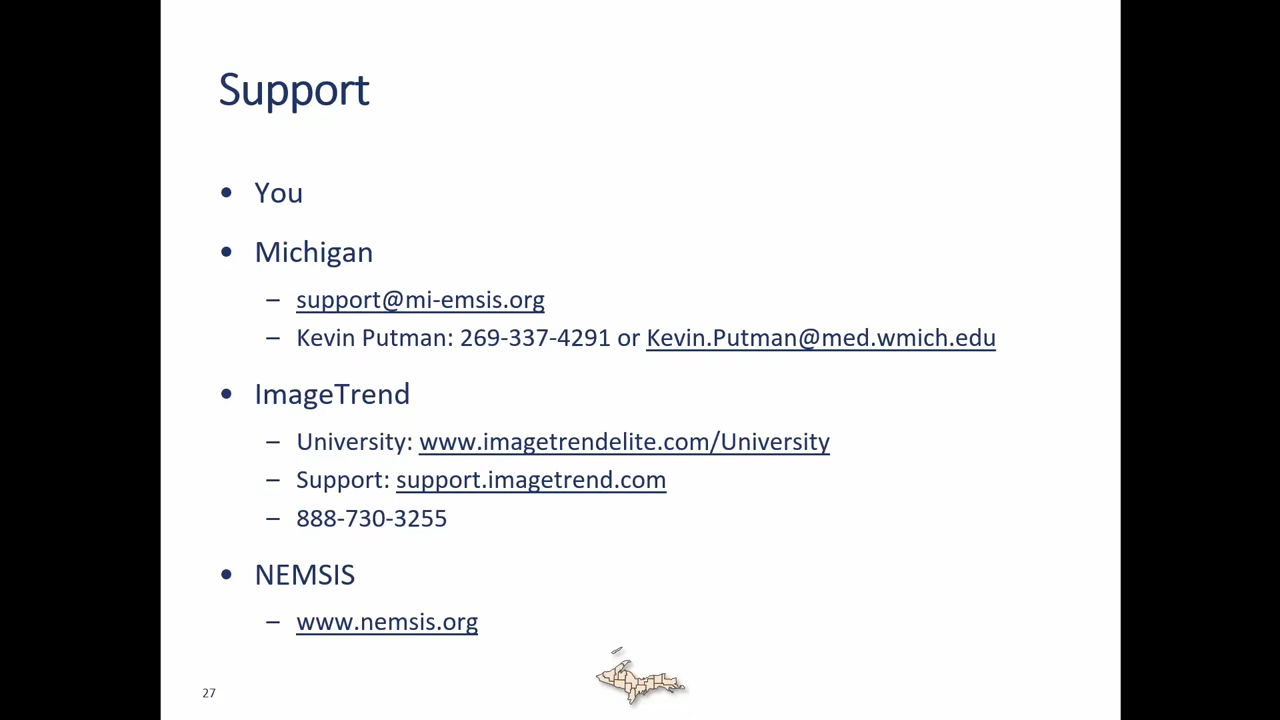 Support
• You
• Michigan
– support@mi-emsis.org
– Kevin Putman: 269-337-4291 or Kevin.Putman@med.wmich.edu
• ImageTrend
– University: www.imagetrendelite.com/University
– Support: support.imagetrend.com
– 888-730-3255
• NEMSIS
– www.nemsis.org
27